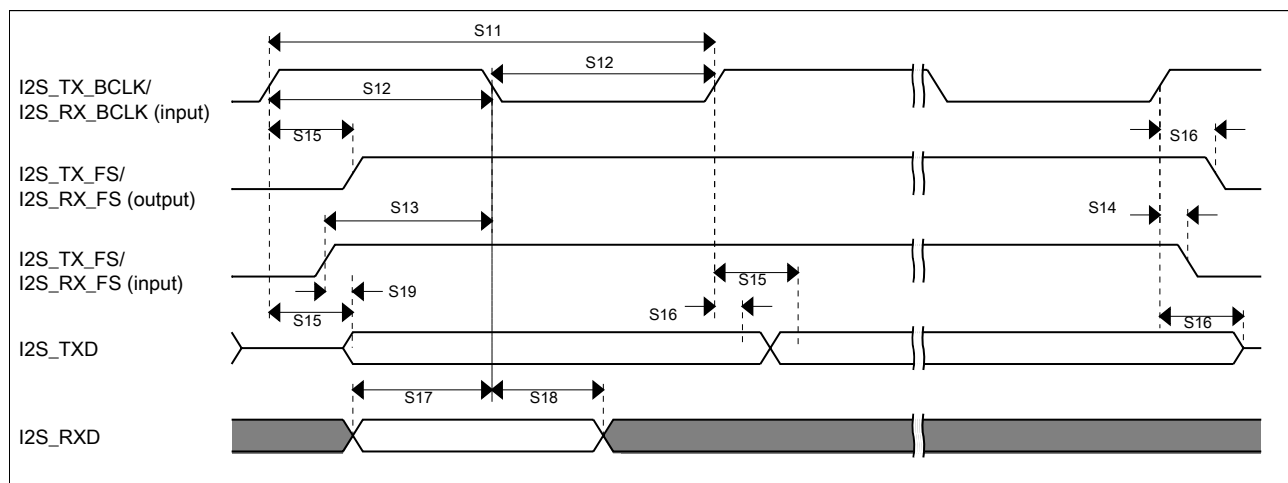 S11
S12
I2S_TX_BCLK/
I2S_RX_BCLK (input)
S12
S15
S16
I2S_TX_FS/
I2S_RX_FS (output)
S13
S14
I2S_TX_FS/
I2S_RX_FS (input)
S15
S19
S16
S15
S16
I2S_TXD
S17
S18
I2S_RXD